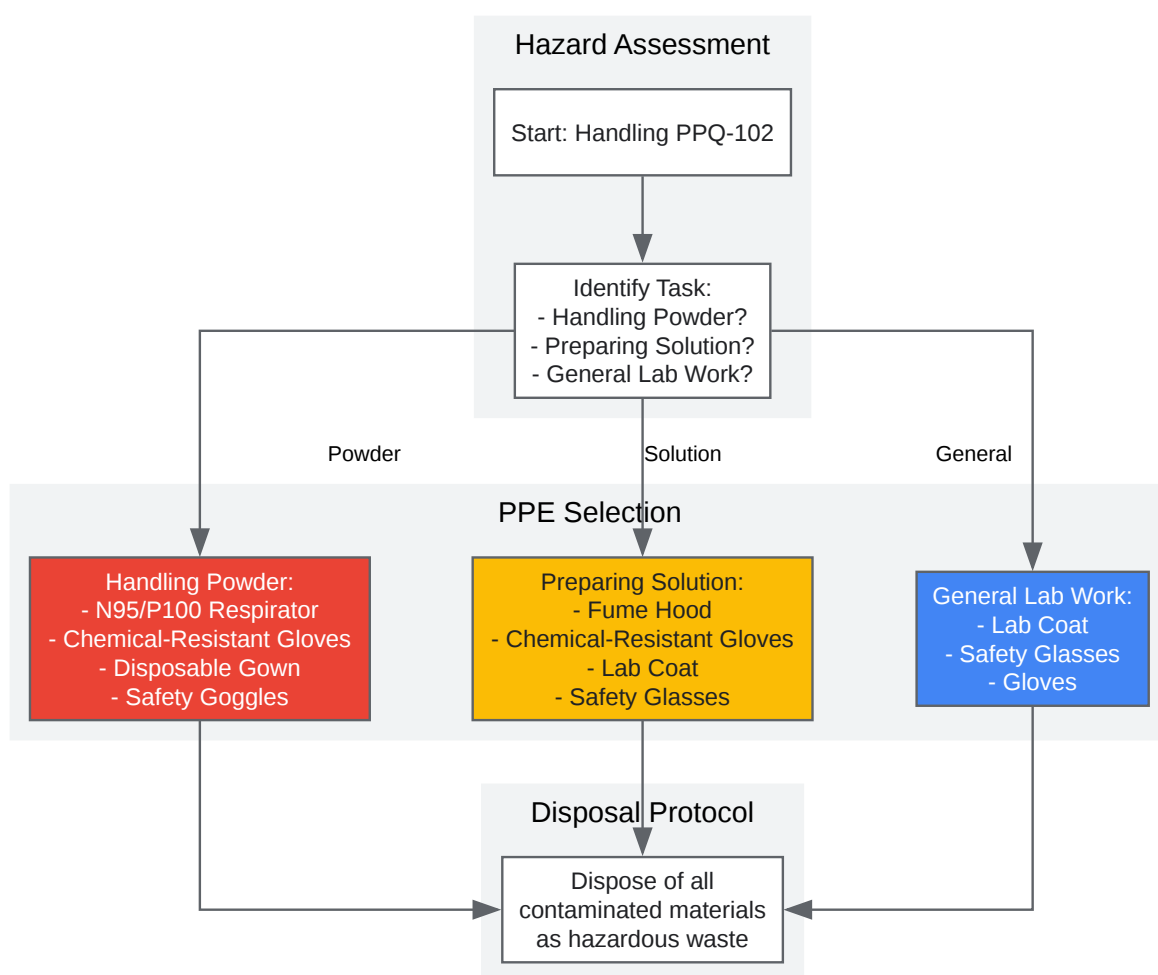 Hazard Assessment
Start: Handling PPQ-102
Identify Task:
- Handling Powder?
- Preparing Solution?
- General Lab Work?
Powder
Solution
General
PPE Selection
Handling Powder:
- N95/P100 Respirator
- Chemical-Resistant Gloves
- Disposable Gown
- Safety Goggles
Preparing Solution:
- Fume Hood
- Chemical-Resistant Gloves
- Lab Coat
- Safety Glasses
General Lab Work:
- Lab Coat
- Safety Glasses
- Gloves
Disposal Protocol
Dispose of all
contaminated materials
as hazardous waste